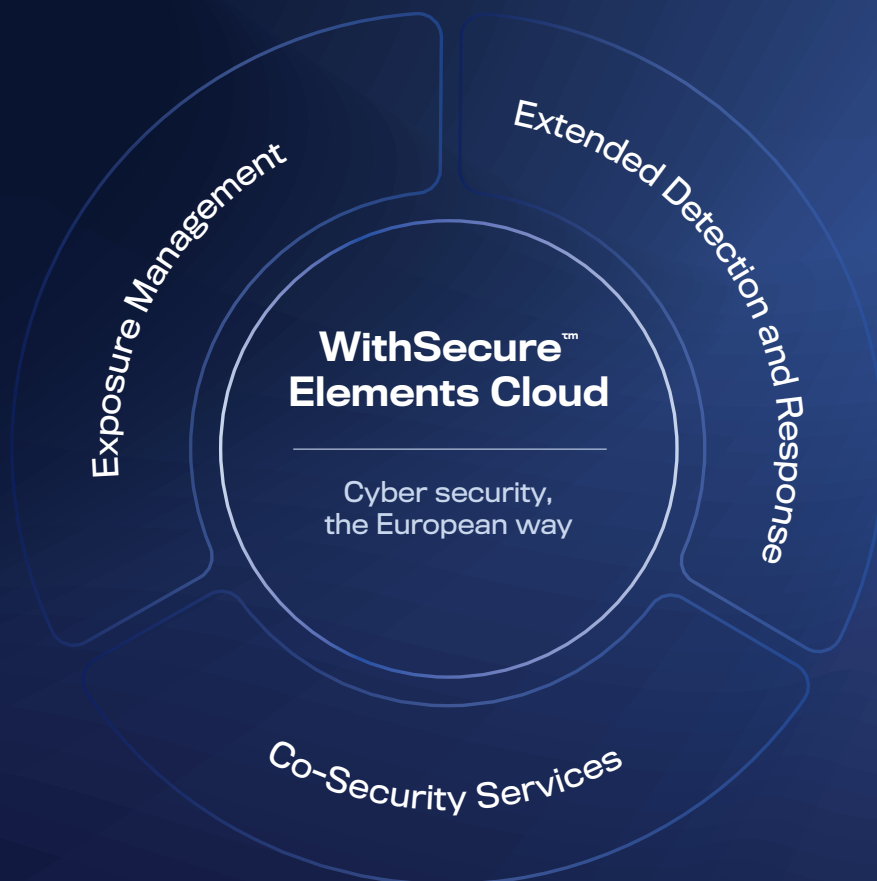 Exposure Management
Extended Detection and Response
WithSecure™
Elements Cloud
Cyber security,
the European way
Co-Security Services